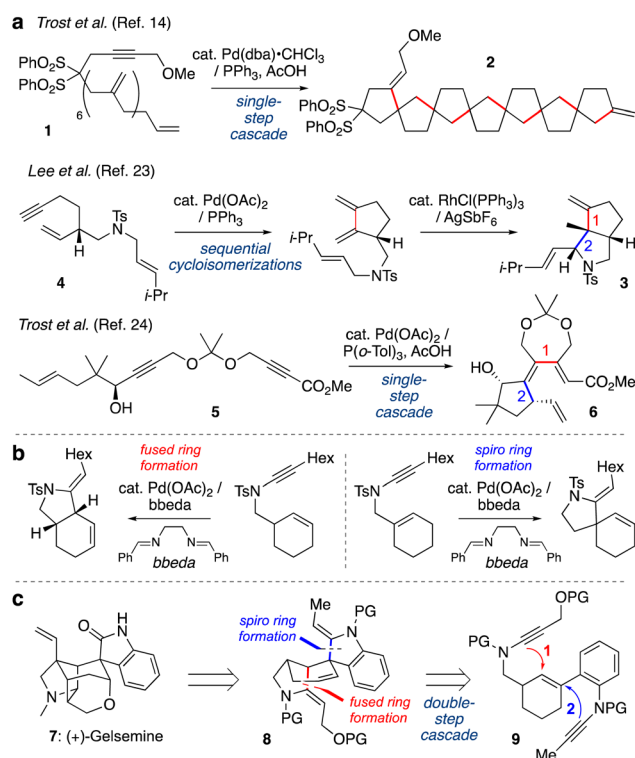 a
Trost et al. (Ref. 14)
PhO2S
PhO2S
OMe
6
1
cat. Pd(dba)•CHCl3
/ PPh3, AcOH
single-
step
cascade
OMe
2
PhO2S
PhO2S
Lee et al. (Ref. 23)
Ts
N
H
i-Pr
4
cat. Pd(OAc)2
/ PPh3
sequential
cycloisomerizations
H
i-Pr
NTs
cat. RhCl(PPh3)3
/ AgSbF6
1
Me
2
H
H
i-Pr
N
Ts
3
Trost et al. (Ref. 24)
O
O
OH
CO2Me
5
cat. Pd(OAc)2 /
P(o-Tol)3, AcOH
single-
step
cascade
O
O
1
HO
2
CO2Me
6
b
Hex
TsN
H
H
fused ring
formation
cat. Pd(OAc)2 /
bbeda
N
N
Ph
Ph
bbeda
Hex
Ts
N
Hex
Ts
N
spiro ring
formation
cat. Pd(OAc)2 /
bbeda
N
N
Ph
Ph
bbeda
Hex
Ts
N
c
H
N
O
N
Me
O
7: (+)-Gelsemine
Me
PG
N
spiro ring
formation
N
PG
fused ring
formation
OPG
8
double-
step
cascade
OPG
PG
N
1
2
NPG
Me
9